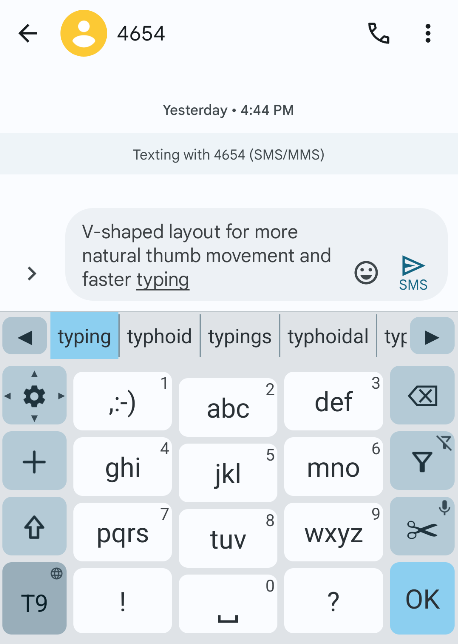 4654
Yesterday • 4:44 PM
Texting with 4654 (SMS/MMS)
V-shaped layout for more
natural thumb movement and
faster typing
SMS
typing typhoid typings typhoidal typ
,:-) 1 abc 2 def 3
ghi 4 jkl 5 mno 6
pqrs 7 tuv 8 wxyz 9
T9 ! 0 ? OK